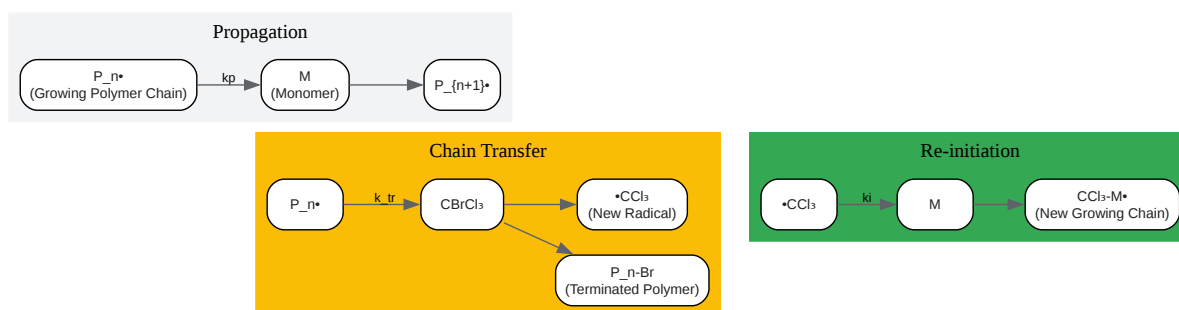 Propagation
P_n•
(Growing Polymer Chain)
kp
M
(Monomer)
P_{n+1}•
Chain Transfer
P_n•
k_tr
CBrCl₃
•CCl₃
(New Radical)
P_n-Br
(Terminated Polymer)
Re-initiation
•CCl₃
ki
M
CCl₃-M•
(New Growing Chain)